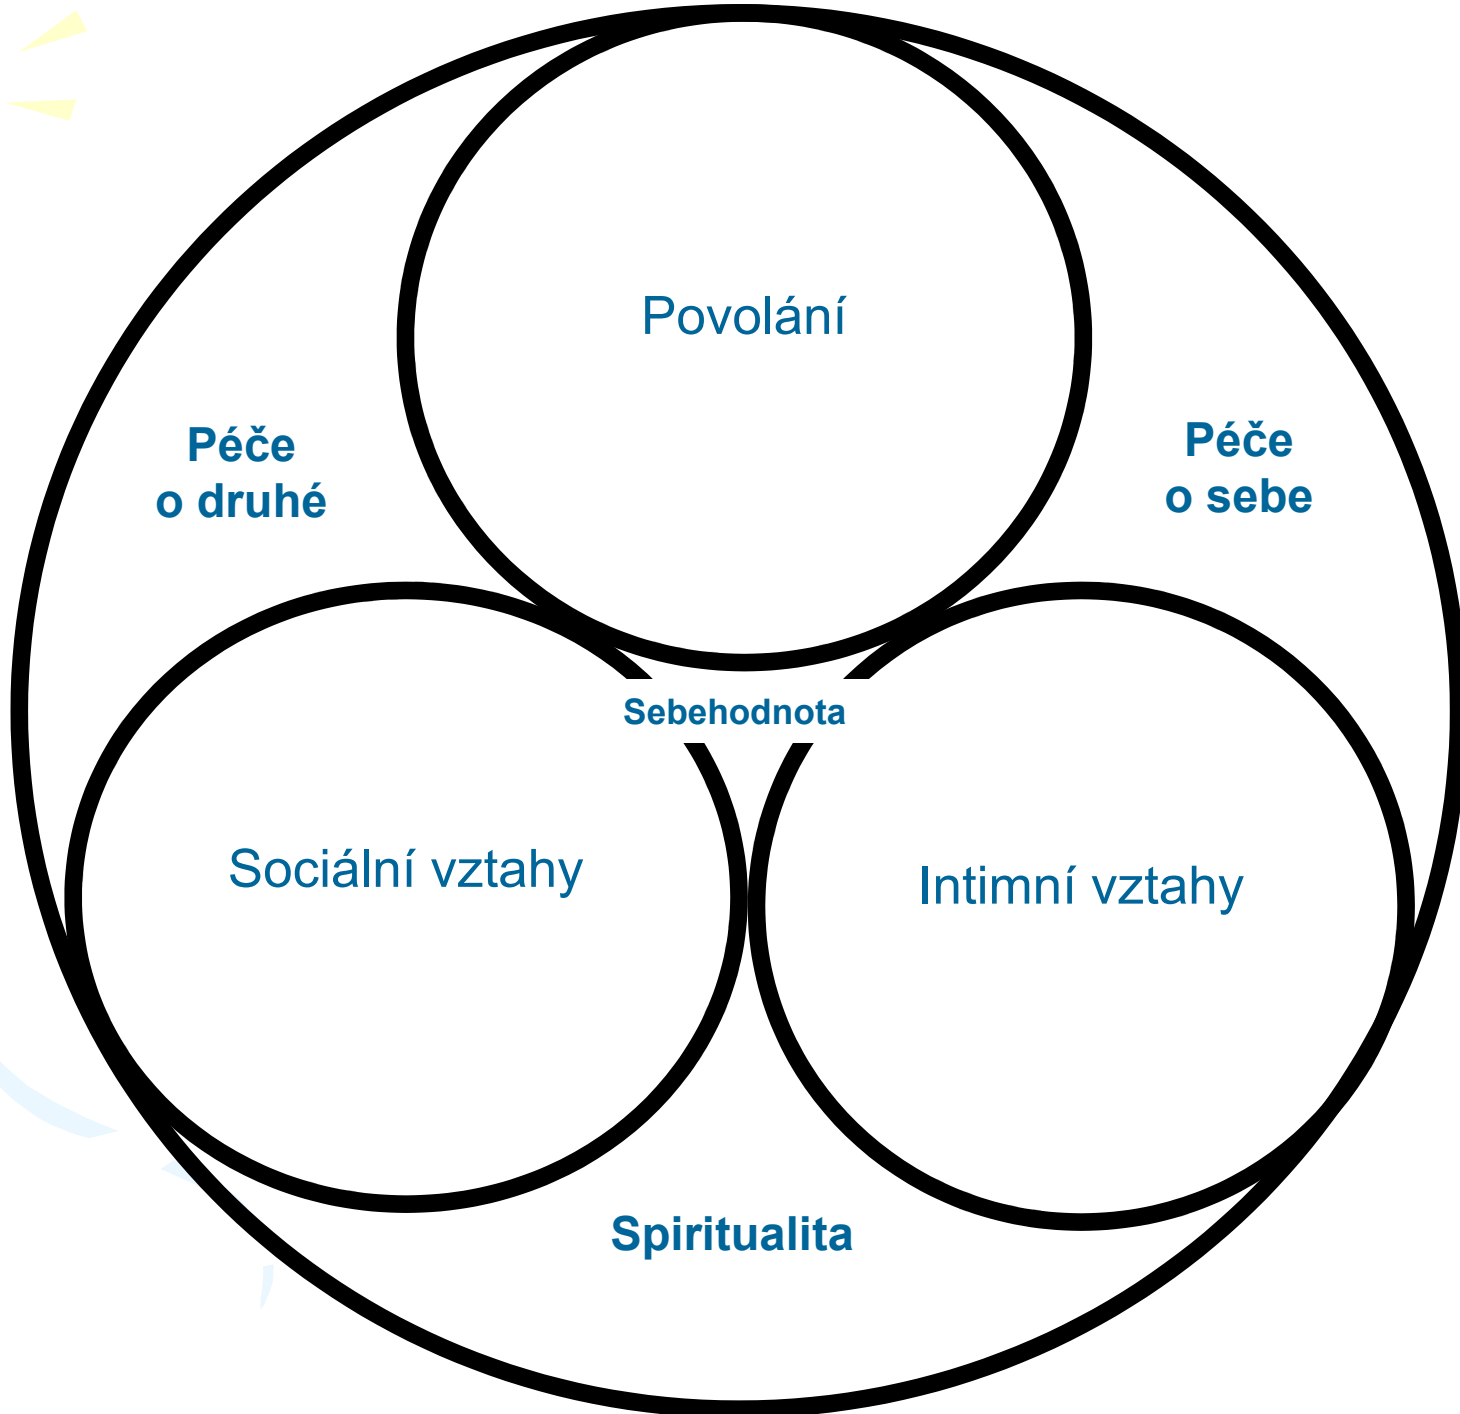 Povolání
Péče
o druhé
Péče
o sebe
Sebehodnota
Sociální vztahy
Intimní vztahy
Spiritualita